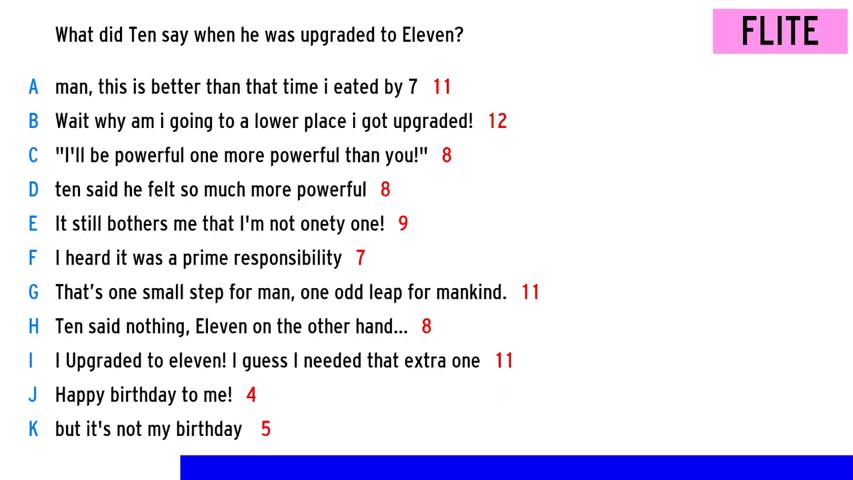 What did Ten say when he was upgraded to Eleven?
FLITE
A man, this is better than that time i eated by 7 11
B Wait why am i going to a lower place i got upgraded! 12
C "I'll be powerful one more powerful than you!" 8
D ten said he felt so much more powerful 8
E It still bothers me that I'm not onety one! 9
F I heard it was a prime responsibility 7
G That’s one small step for man, one odd leap for mankind. 11
H Ten said nothing, Eleven on the other hand... 8
I I Upgraded to eleven! I guess I needed that extra one 11
J Happy birthday to me! 4
K but it's not my birthday 5